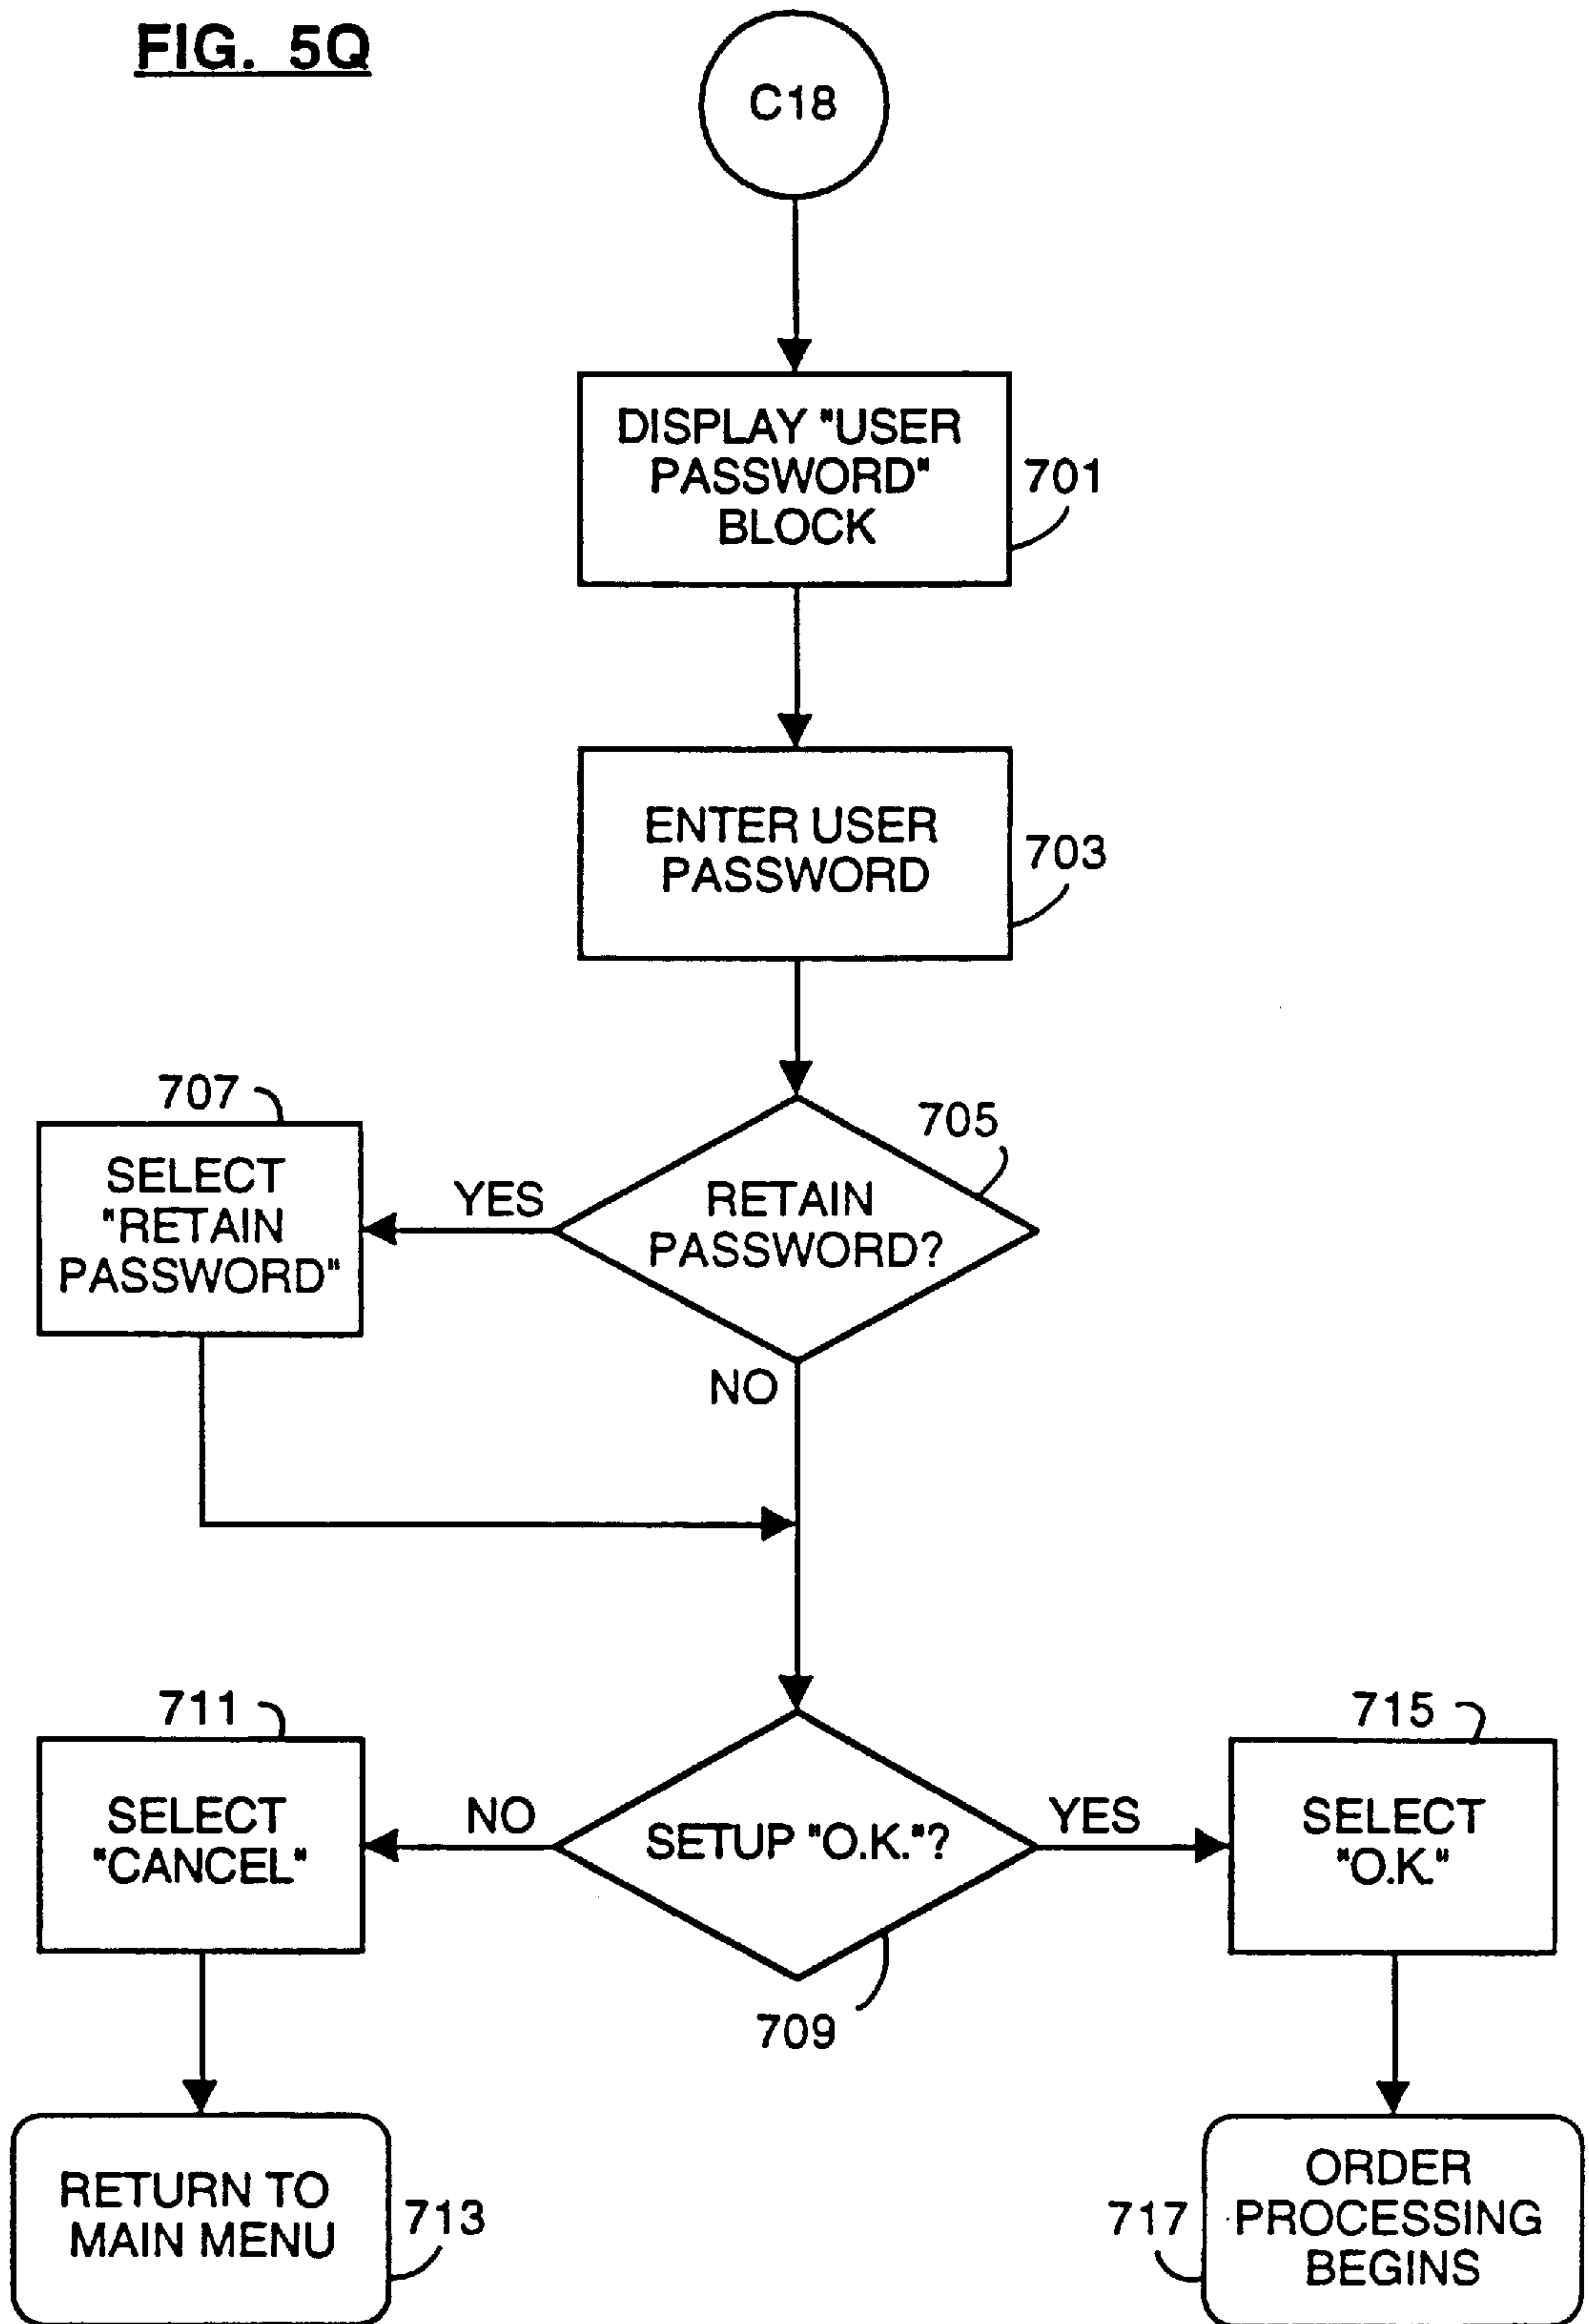 FIG. 5Q
C18
DISPLAY "USER
PASSWORD"
BLOCK
701
ENTER USER
PASSWORD
703
707
705
SELECT
"RETAIN
PASSWORD"
YES
RETAIN
PASSWORD?
NO
711
715
SELECT
"CANCEL"
NO
SETUP "O.K."?
YES
SELECT
"O.K."
709
RETURN TO
MAIN MENU
713
717
ORDER
PROCESSING
BEGINS